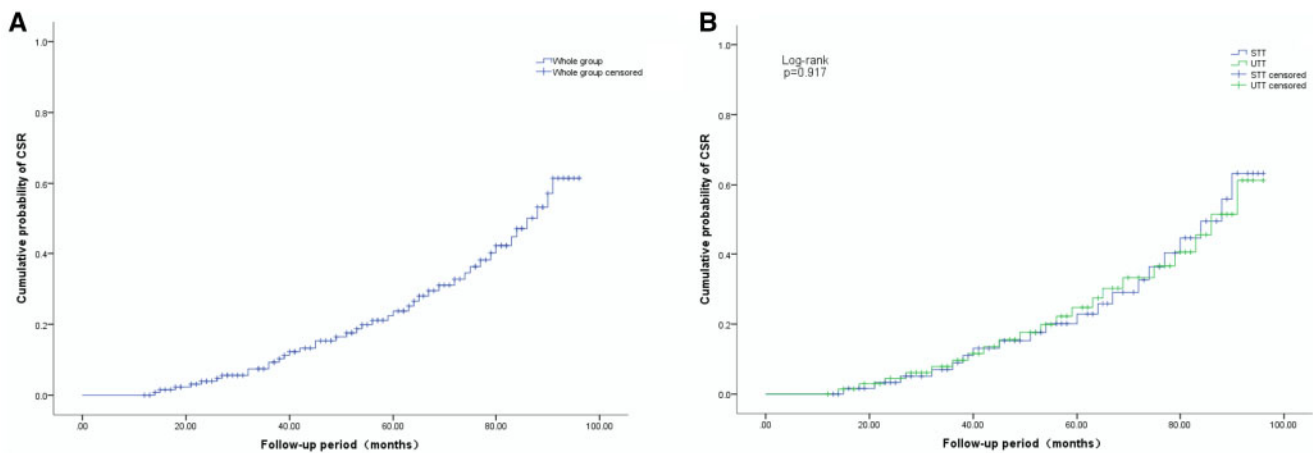 A
1.0
0.8
0.6
0.4
0.2
0.0
.00 20.00 40.00 60.00 80.00 100.00
Cumulative probability of CSR
Follow-up period（months）
Whole group
Whole group censored
B
1.0
0.8
0.6
0.4
0.2
0.0
.00 20.00 40.00 60.00 80.00 100.00
Cumulative probability of CSR
Follow-up period（months）
Log-rank
p=0.917
STT
UTT
STT censored
UTT censored